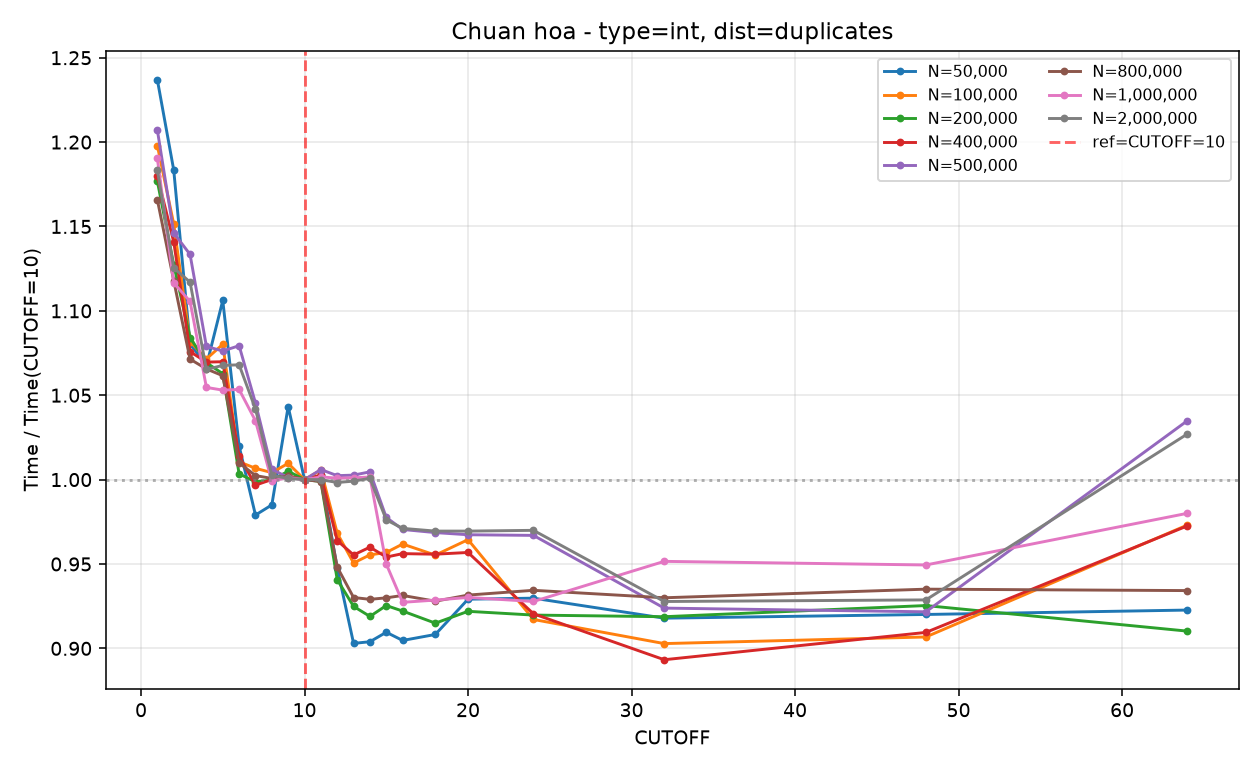 Chuan hoa - type=int, dist=duplicates
1.25
1.20
1.15
1.10
1.05
1.00
0.95
0.90
Time / Time(CUTOFF=10)
N=50,000
N=100,000
N=200,000
N=400,000
N=500,000
N=800,000
N=1,000,000
N=2,000,000
ref=CUTOFF=10
0 10 20 30 40 50 60
CUTOFF